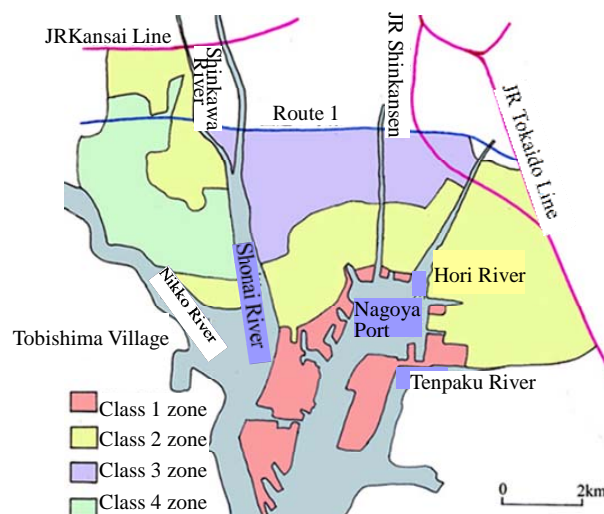 JRKansai Line
Shinkawa
River
JR Shinkansen
Route 1
JR Tokaido Line
Shonai River
Hori River
Nikko River
Nagoya
Port
Tobishima Village
Tenpaku River
Class 1 zone
Class 2 zone
Class 3 zone
Class 4 zone
0
2km